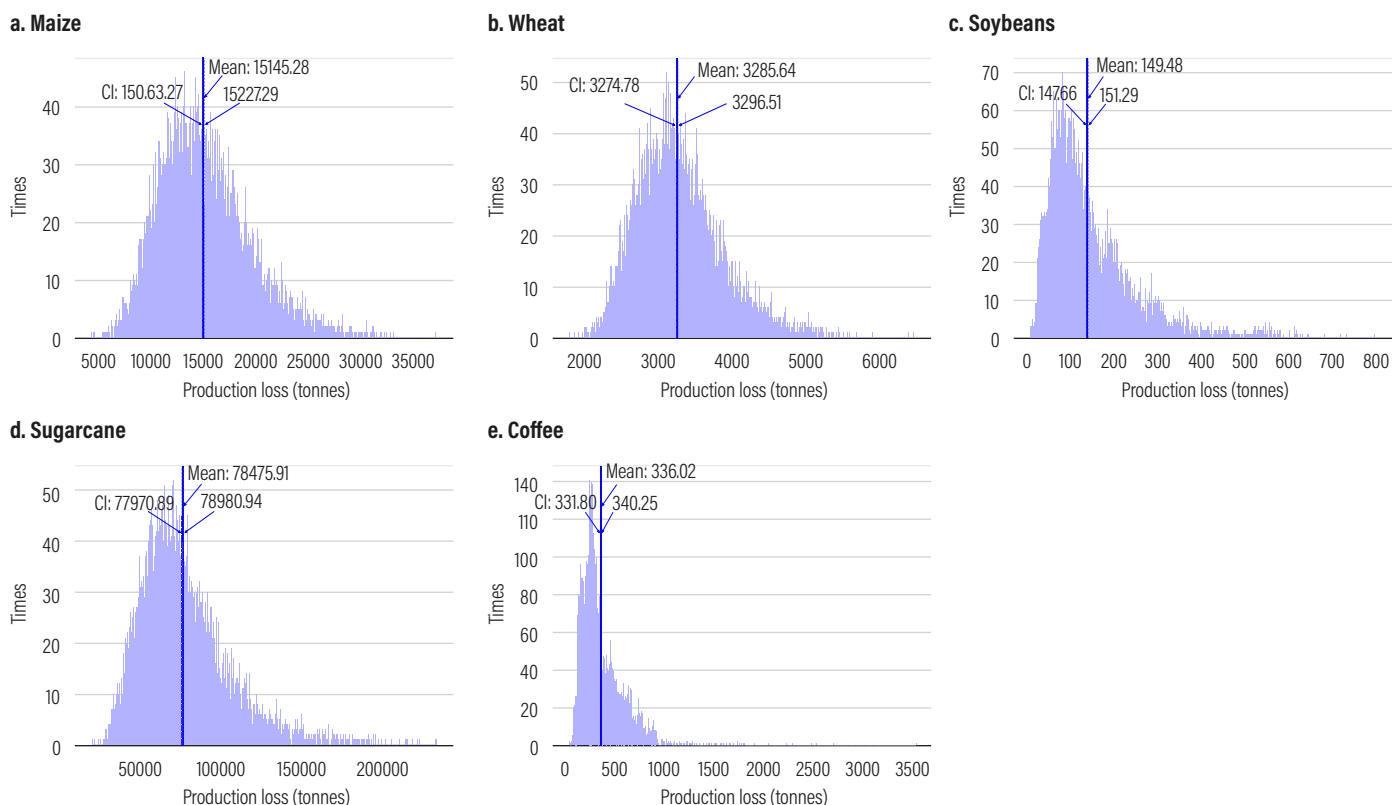 a. Maize
Mean: 15145.28
CI: 150.63.27
15227.29
40
30
20
10
0
Times
5000 10000 15000 20000 25000 30000 35000
Production loss (tonnes)
b. Wheat
Mean: 3285.64
CI: 3274.78
3296.51
50
40
30
20
10
0
Times
2000 3000 4000 5000 6000
Production loss (tonnes)
c. Soybeans
Mean: 149.48
CI: 147.66
151.29
70
60
50
40
30
20
10
0
Times
0 100 200 300 400 500 600 700 800
Production loss (tonnes)
d. Sugarcane
Mean: 78475.91
CI: 77970.89
78980.94
50
40
30
20
10
0
Times
50000 100000 150000 200000
Production loss (tonnes)
e. Coffee
Mean: 336.02
CI: 331.80
340.25
140
110
100
80
60
40
20
0
Times
0 500 1000 1500 2000 2500 3000 3500
Production loss (tonnes)